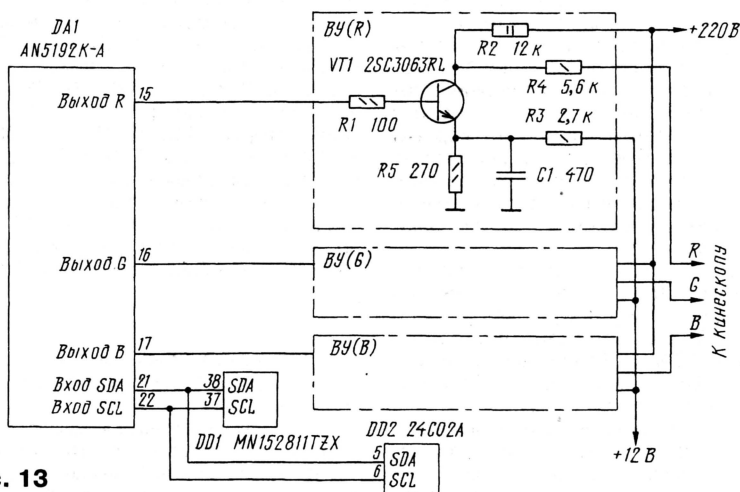 DA1
AN5192K-A
Выход R
15
Выход G
16
Выход B
17
Вход SDA
21
Вход SCL
22
38 SDA
37 SCL
DD1 MN152811TZX
DD2 24C02A
5 SDA
6 SCL
ВУ(R)
VT1 2SC3063RL
R1 100
R2 12 к
R4 5,6 к
R3 2,7 к
R5 270
C1 470
ВУ(G)
ВУ(B)
+220В
R
G
B
К кинескопу
+12 В
с. 13